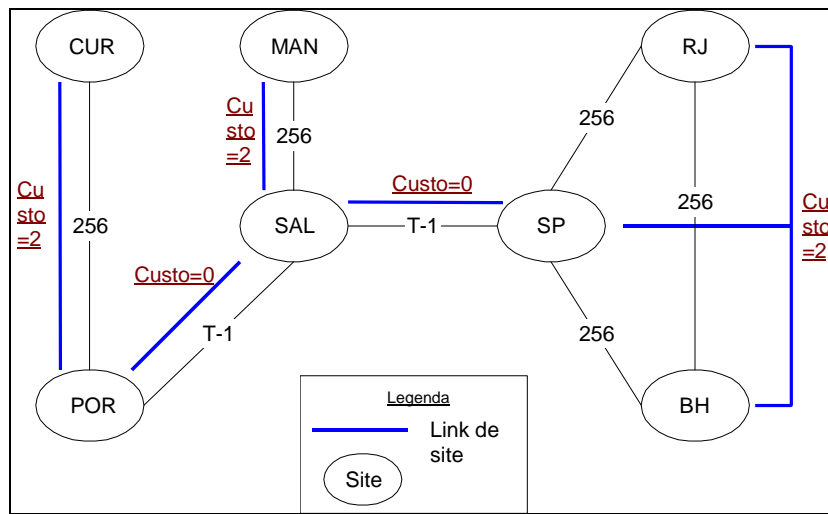 CUR
MAN
RJ
Cu
sto
=2
256
256
Cu
sto
=2
256
Custo=0
256
Cu
sto
=2
SAL
T-1
SP
Custo=0
T-1
256
POR
BH
Legenda
Link de
site
Site